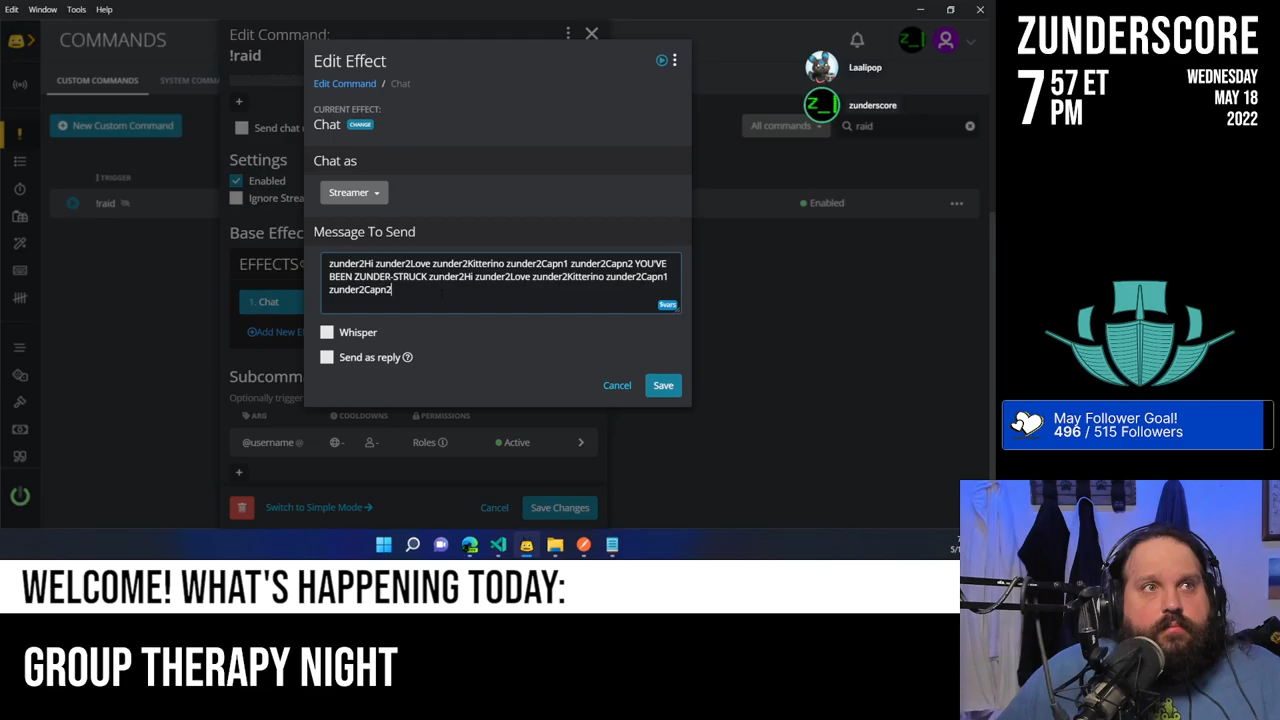 Edit Window Tools Help
COMMANDS
CUSTOM COMMANDS SYSTEM COMMA
New Custom Command
All commands
raid
TRIGGER
!raid
Enabled
Edit Command:
!raid
Send chat
Settings
Enabled
Ignore Strea
Base Effec
EFFECTS
1. Chat
Add New E
Subcomm
Optionally trigger
ARG COOLDOWNS PERMISSIONS
@username - - Roles Active
Switch to Simple Mode
Cancel
Save Changes
Edit Effect
Edit Command / Chat
CURRENT EFFECT:
Chat CHANGE
Chat as
Streamer
Message To Send
zunder2Hi zunder2Love zunder2Kitterino zunder2Capn1 zunder2Capn2 YOU'VE
BEEN ZUNDER-STRUCK zunder2Hi zunder2Love zunder2Kitterino zunder2Capn1
zunder2Capn2
$vars
Whisper
Send as reply
Cancel
Save
Laalipop
z_| zunderscore
ZUNDERSCORE
7 57 ET
PM
WEDNESDAY
MAY 18
2022
May Follower Goal!
496 / 515 Followers
WELCOME! WHAT'S HAPPENING TODAY:
GROUP THERAPY NIGHT